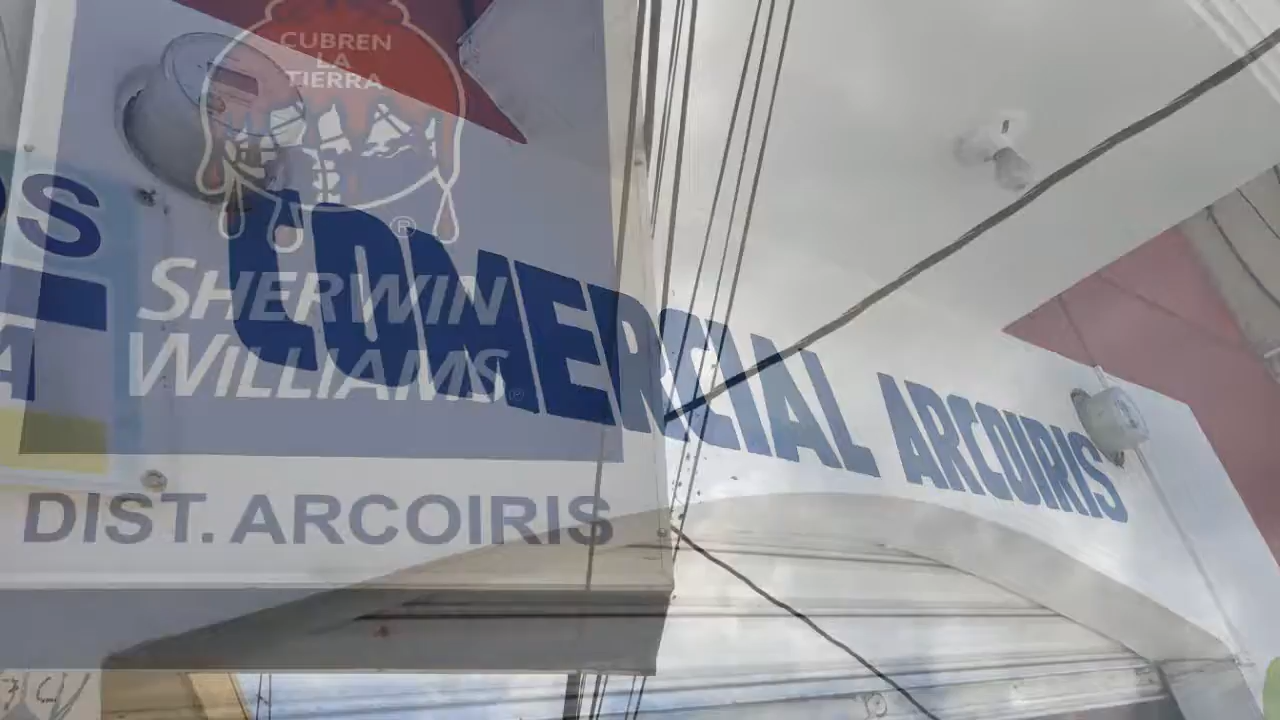 CUBREN
LA
TIERRA
SHERWIN
WILLIAMS®
DIST. ARCOIRIS
COMERCIAL ARCOIRIS